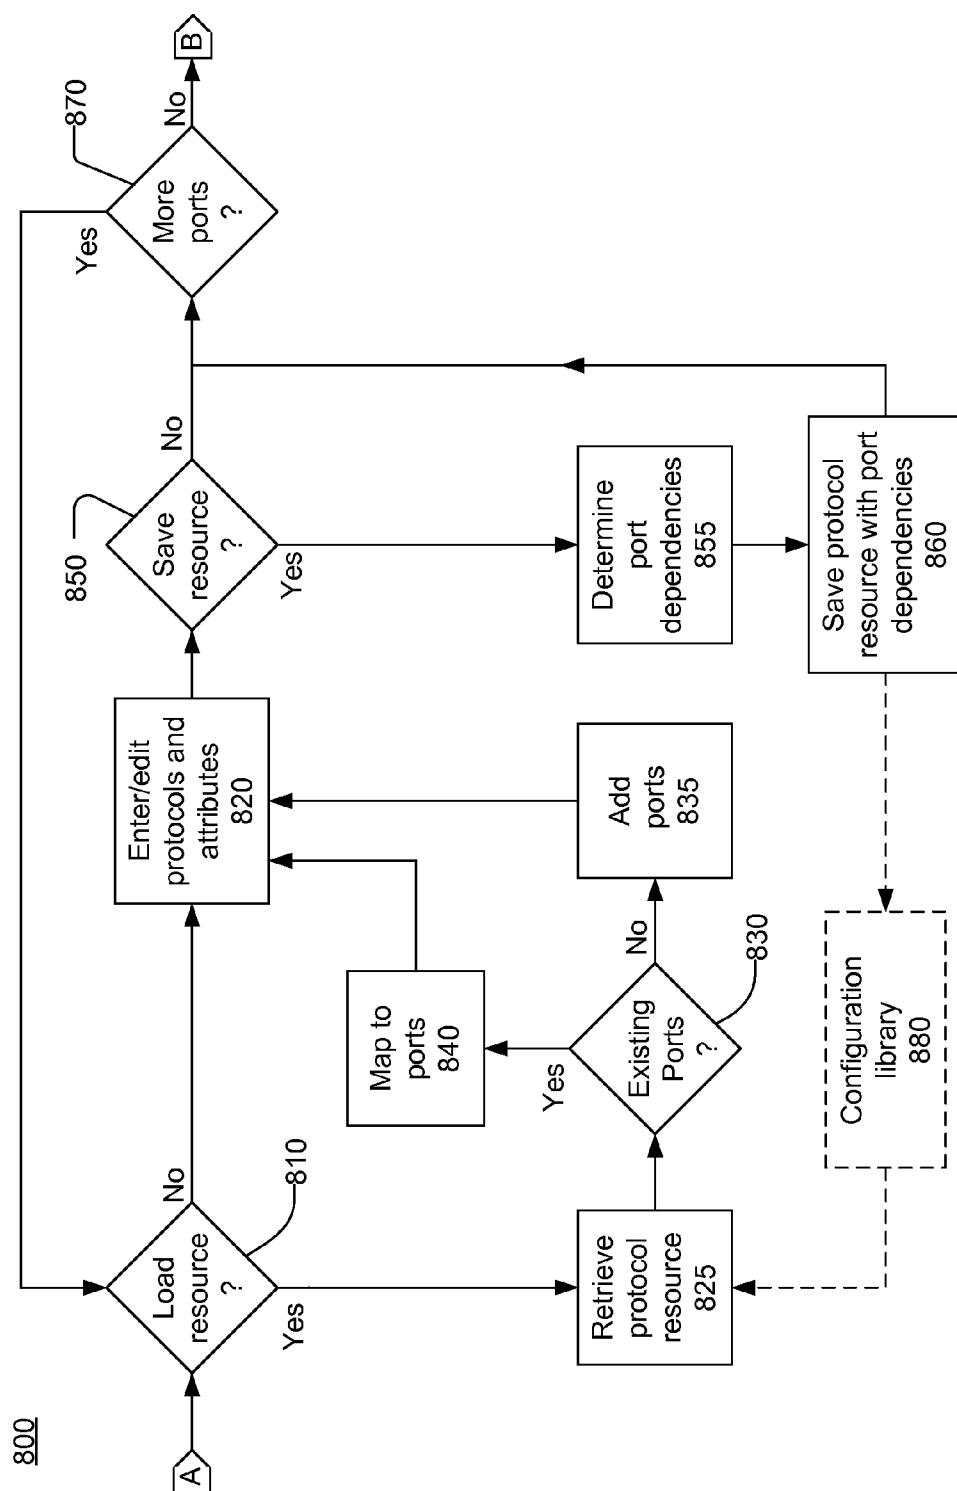 800
A
Load
resource
?
810
Yes
No
Enter/edit
protocols and
attributes
820
Save
resource
?
850
Yes
No
More
ports
?
870
Yes
No
B
Retrieve
protocol
resource
825
Existing
Ports
?
830
Yes
No
Map to
ports
840
Add
ports
835
Determine
port
dependencies
855
Save protocol
resource with port
dependencies
860
Configuration
library
880